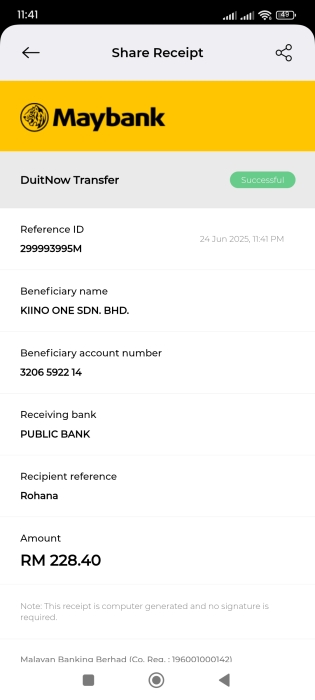 11:41
49
Share Receipt
Maybank
DuitNow Transfer
Successful
Reference ID
24 Jun 2025, 11:41 PM
299993995M
Beneficiary name
KIINO ONE SDN. BHD.
Beneficiary account number
3206 5922 14
Receiving bank
PUBLIC BANK
Recipient reference
Rohana
Amount
RM 228.40
Note: This receipt is computer generated and no signature is
required.
Malayan Banking Berhad (Co. Reg. : 196001000142)